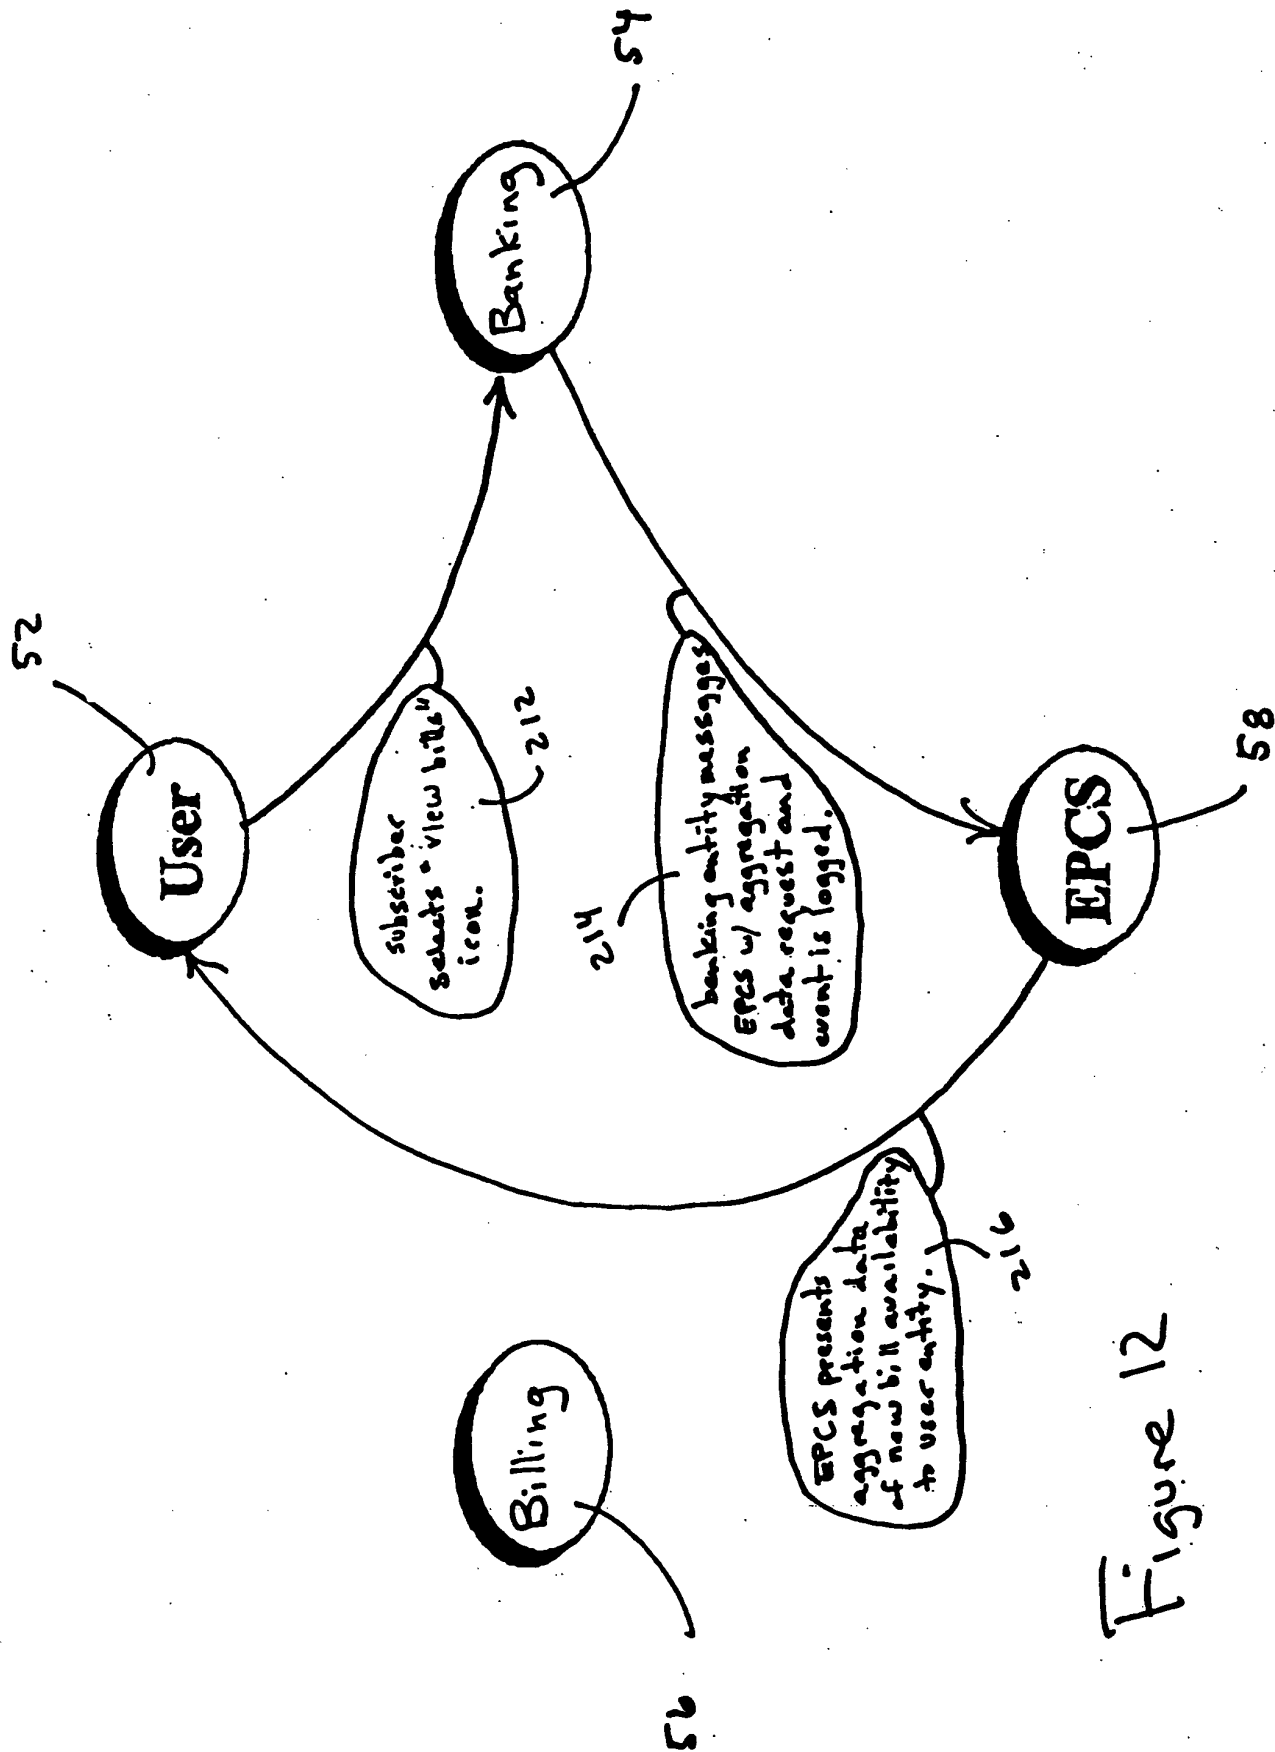 52
User
subscriber
selects "view bills"
icon.
212
Banking
54
214
banking entity messages
EPCS w/ aggregation
data request and
event is logged.
Billing
56
EPCS presents
aggregation data
of new bill availability
to user entity.
216
EPCS
58
Figure 12